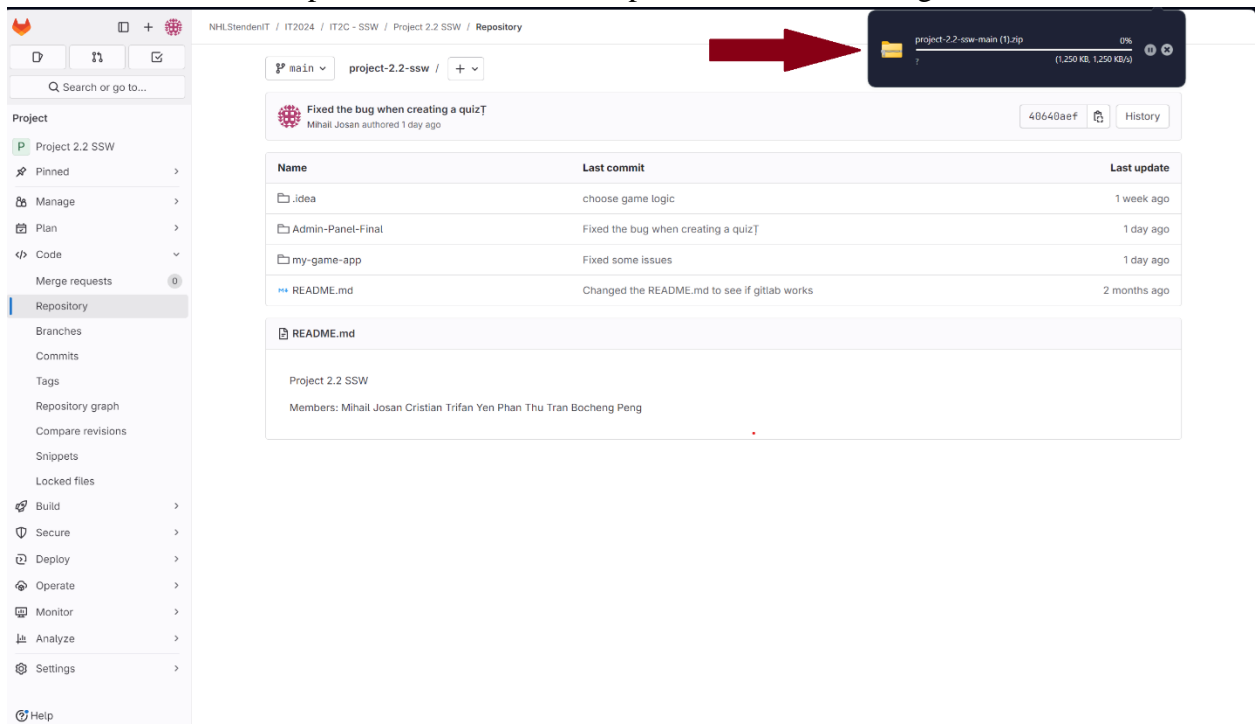 NHLStendenIT / IT2024 / IT2C - SSW / Project 2.2 SSW / Repository
project-2.2-ssw-main (1).zip 0%
? (1,250 KB, 1,250 KB/s)
Search or go to...
main project-2.2-ssw / +
Project
Fixed the bug when creating a quizȚ
Mihail Josan authored 1 day ago
40640aef History
P Project 2.2 SSW
Pinned
Manage
Plan
Code
Merge requests 0
Repository
Branches
Commits
Tags
Repository graph
Compare revisions
Snippets
Locked files
Build
Secure
Deploy
Operate
Monitor
Analyze
Settings
Help
Name Last commit Last update
.idea choose game logic 1 week ago
Admin-Panel-Final Fixed the bug when creating a quizȚ 1 day ago
my-game-app Fixed some issues 1 day ago
README.md Changed the README.md to see if gitlab works 2 months ago
README.md
Project 2.2 SSW
Members: Mihail Josan Cristian Trifan Yen Phan Thu Tran Bocheng Peng